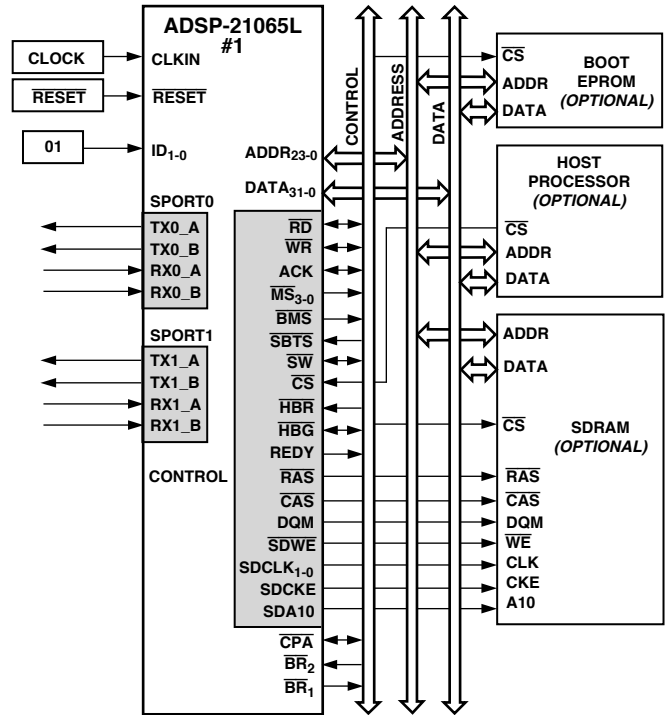 ADSP-21065L
#1
CLOCK
CLKIN
RESET
RESET
01
ID1-0
ADDR23-0
DATA31-0
SPORT0
TX0_A
TX0_B
RX0_A
RX0_B
SPORT1
TX1_A
TX1_B
RX1_A
RX1_B
CONTROL
RD
WR
ACK
MS3-0
BMS
SBTS
SW
CS
HBR
HBG
REDY
RAS
CAS
DQM
SDWE
SDCLK1-0
SDCKE
SDA10
CPA
BR2
BR1
CONTROL
ADDRESS
DATA
CS
ADDR
DATA
BOOT
EPROM
(OPTIONAL)
HOST
PROCESSOR
(OPTIONAL)
CS
ADDR
DATA
ADDR
DATA
CS
SDRAM
(OPTIONAL)
RAS
CAS
DQM
WE
CLK
CKE
A10